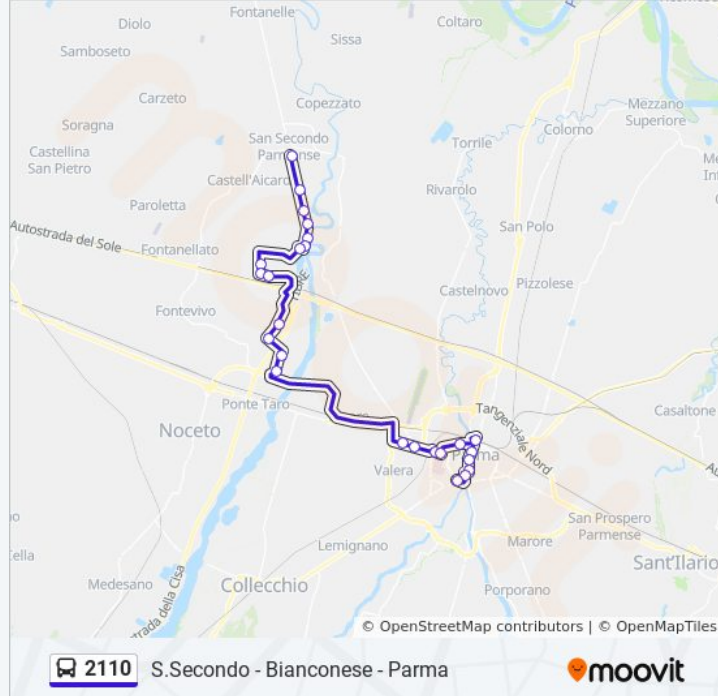 Diolo
Fontanelle
Coltaro
Samboseto
Sissa
Carzeto
Copezzato
Mezzano
Superiore
Soragna
San Secondo
Parmense
Torrile
Colorno
Castellina
San Pietro
Castell'Aicardi
Rivarolo
Paroletta
San Polo
Autostrada del Sole
Fontanellato
Pizzolese
Castelnovo
Fontevivo
Ponte Taro
Casaltone
Tangenziale Nord
Noceto
Parma
Valera
San Prospero
Parmense
Lemignano
Marore
Sant'Ilario
Medesano
Collecchio
Porporano
strada della Cisa
© OpenStreetMap contributors | © OpenMapTiles
2110 S.Secondo - Bianconese - Parma
moovit